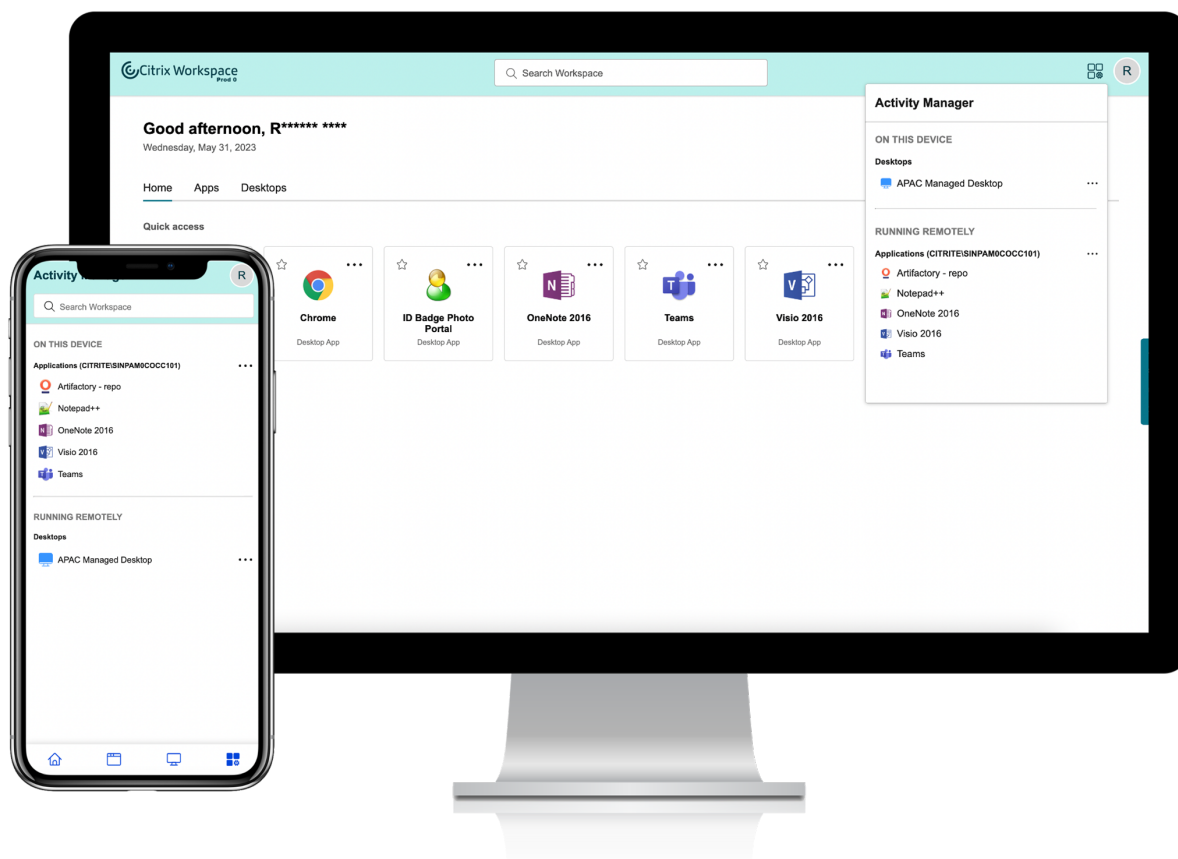 Citrix Workspace
Prod 0
Search Workspace
R
Good afternoon, R****** ****
Wednesday, May 31, 2023
Home Apps Desktops
Quick access
Chrome
Desktop App
ID Badge Photo
Portal
Desktop App
N
OneNote 2016
Desktop App
T
Teams
Desktop App
V
Visio 2016
Desktop App
Activity Manager
ON THIS DEVICE
Desktops
APAC Managed Desktop
RUNNING REMOTELY
Applications (CITRITE\SINPAM0COCC101)
Artifactory - repo
Notepad++
OneNote 2016
Visio 2016
Teams
Activity
R
Search Workspace
ON THIS DEVICE
Applications (CITRITE\SINPAM0COCC101)
Artifactory - repo
Notepad++
OneNote 2016
Visio 2016
Teams
RUNNING REMOTELY
Desktops
APAC Managed Desktop